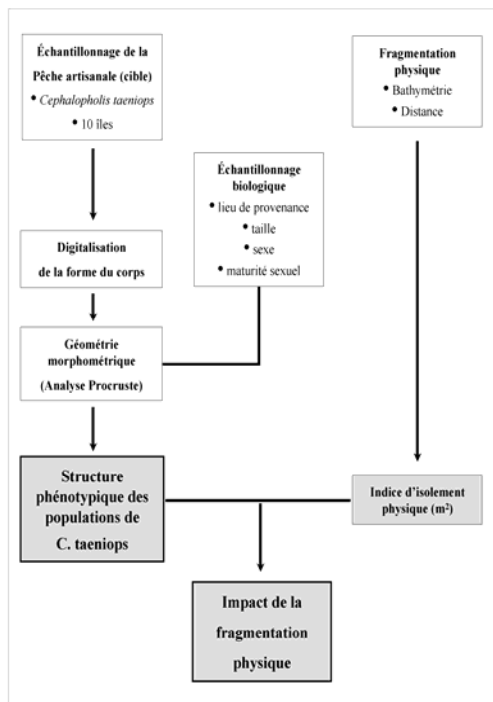 Échantillonnage de la
Pêche artisanale (cible)
• Cephalopholis taeniops
• 10 îles
Fragmentation
physique
• Bathymétrie
• Distance
Échantillonnage
biologique
• lieu de provenance
• taille
• sexe
• maturité sexuel
Digitalisation
de la forme du corps
Géométrie
morphométrique
(Analyse Procruste)
Structure
phénotypique des
populations de
C. taeniops
Indice d'isolement
physique (m²)
Impact de la
fragmentation
physique